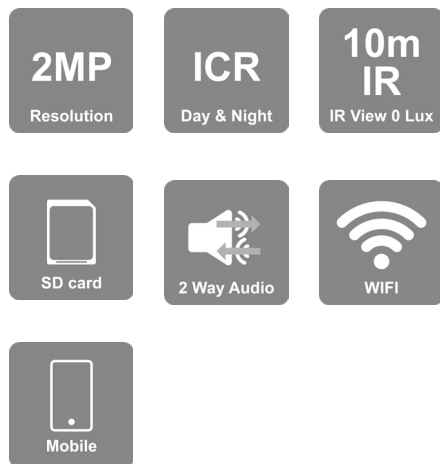 2MP
Resolution
ICR
Day & Night
10m
IR
IR View 0 Lux
SD card
2 Way Audio
WIFI
Mobile